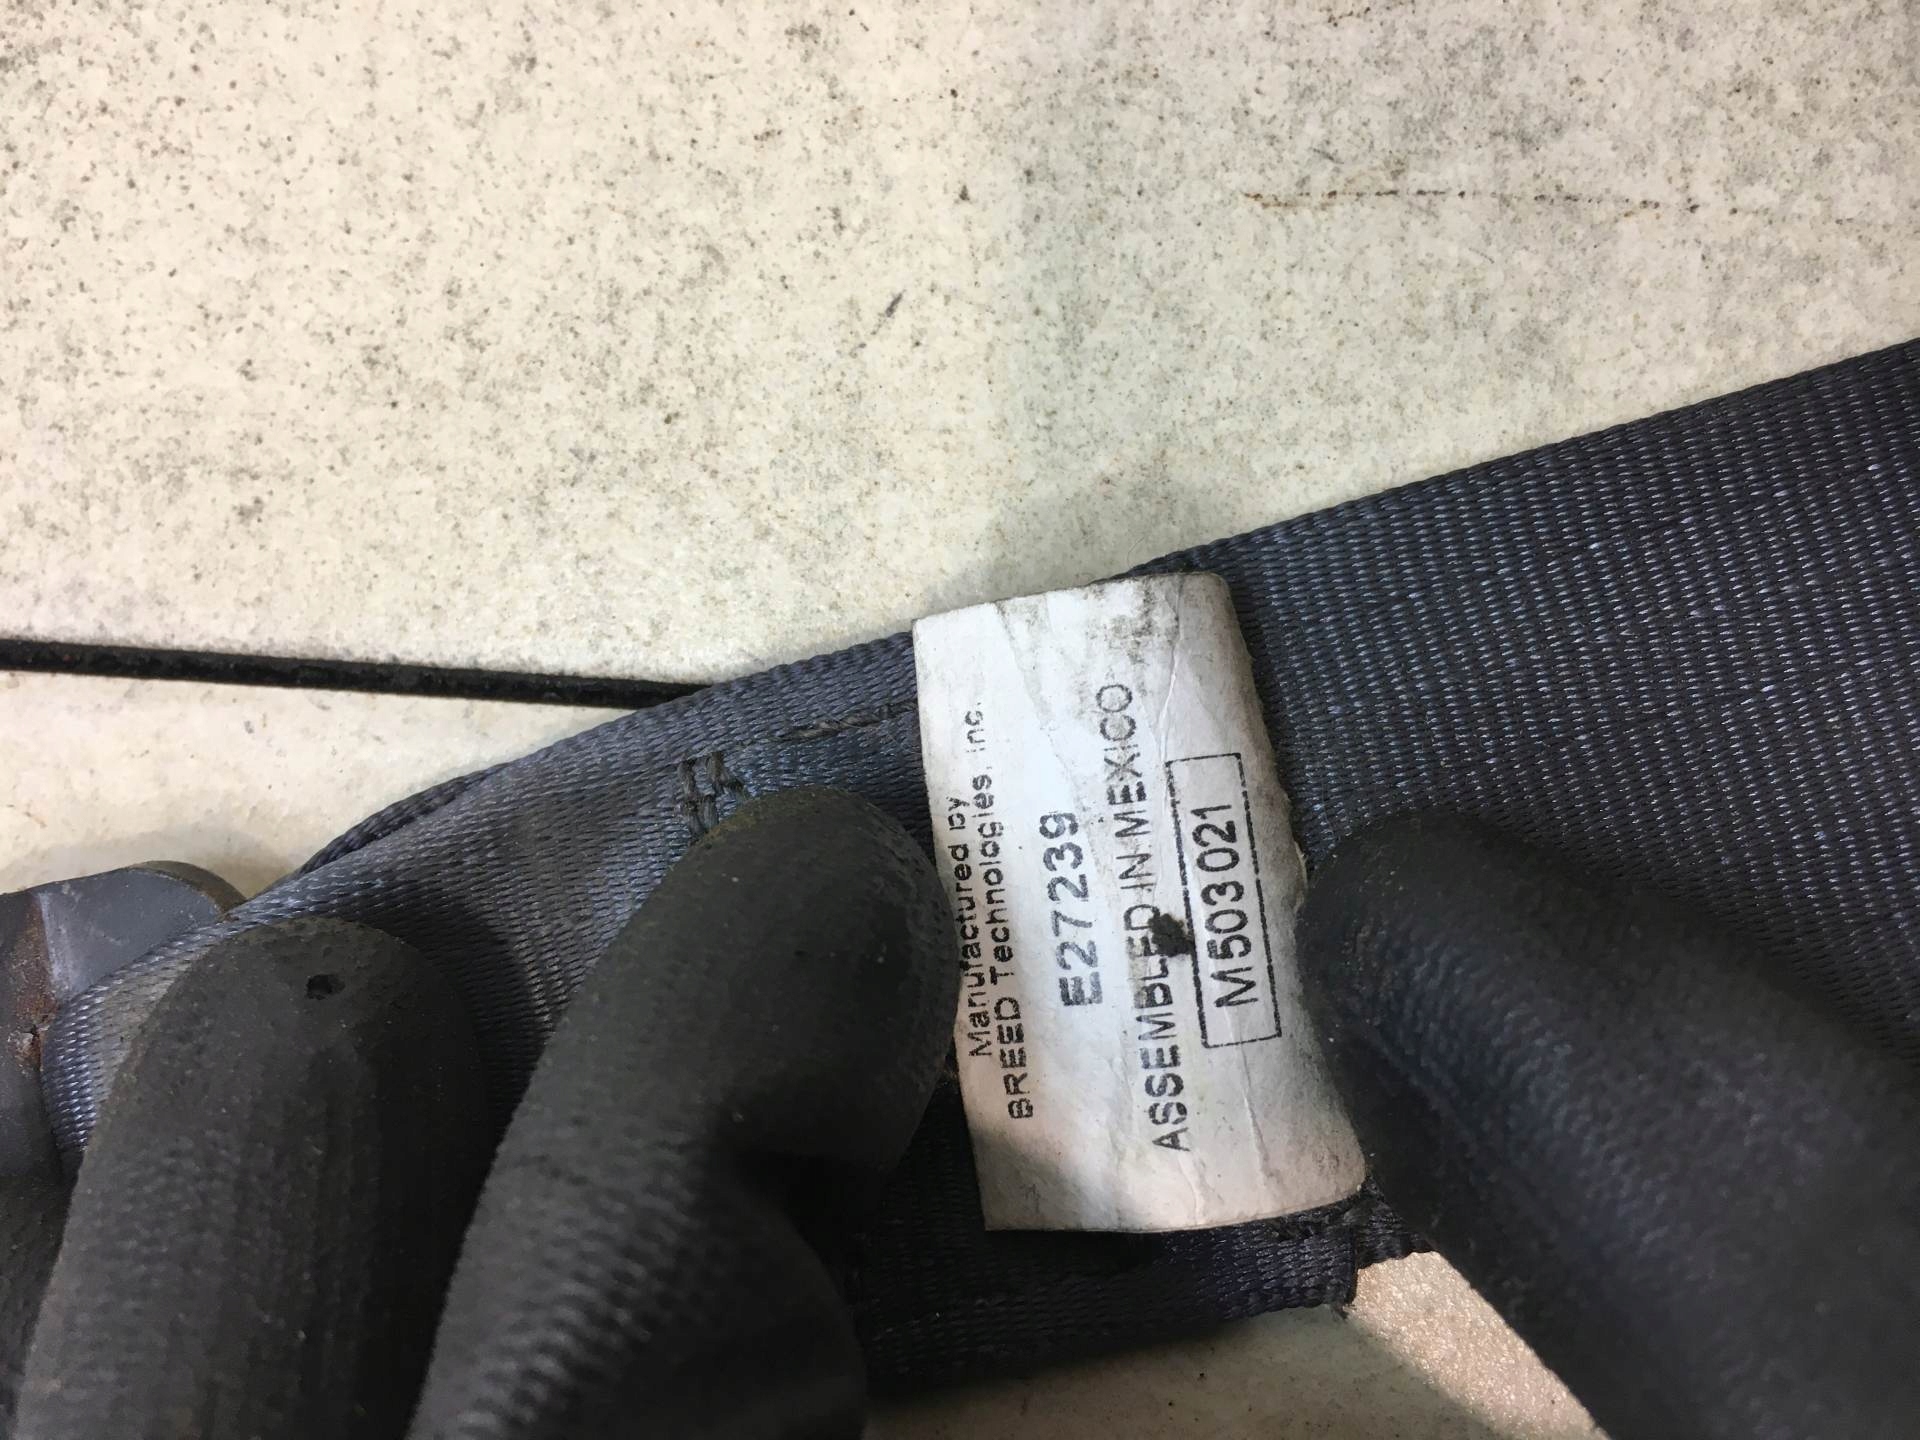 Manufactured by
BREED Technologies, Inc.
E27239
ASSEMBLED IN MEXICO
M503021